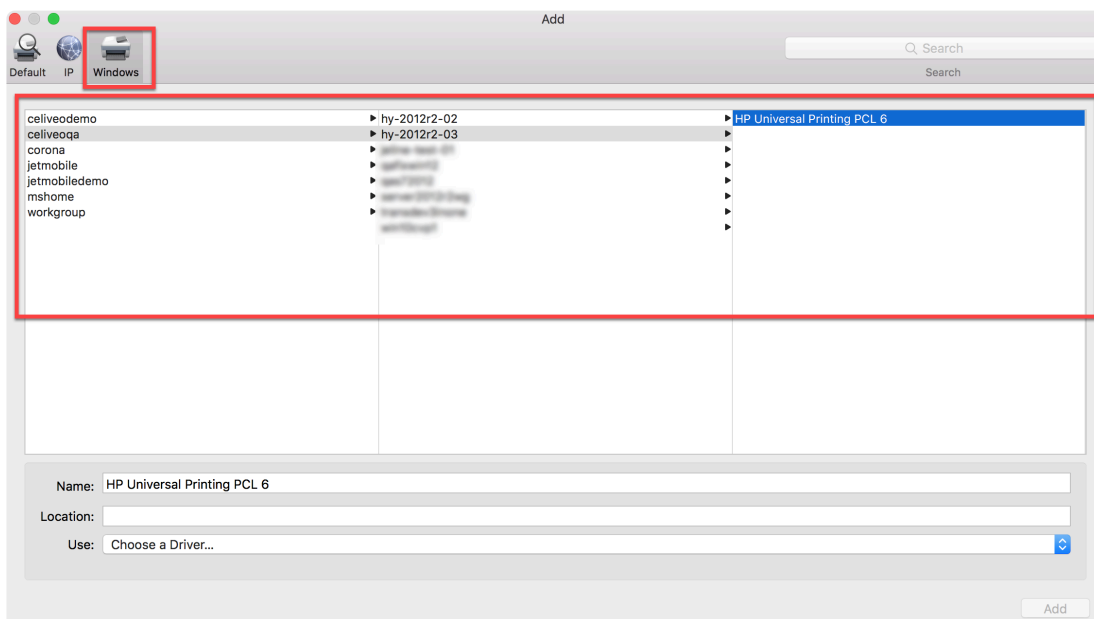 Add
Default IP Windows
Search
Search
celiveodemo
celiveoqa
corona
jetmobile
jetmobiledemo
mshome
workgroup
hy-2012r2-02
hy-2012r2-03
HP Universal Printing PCL 6
Name: HP Universal Printing PCL 6
Location:
Use: Choose a Driver...
Add